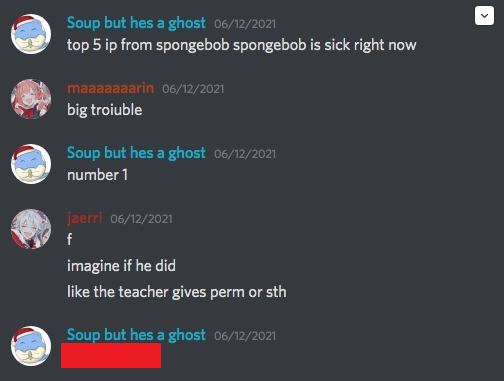 Soup but hes a ghost 06/12/2021
top 5 ip from spongebob spongebob is sick right now
maaaaaaarin 06/12/2021
big troiuble
Soup but hes a ghost 06/12/2021
number 1
jaerri 06/12/2021
f
imagine if he did
like the teacher gives perm or sth
Soup but hes a ghost 06/12/2021